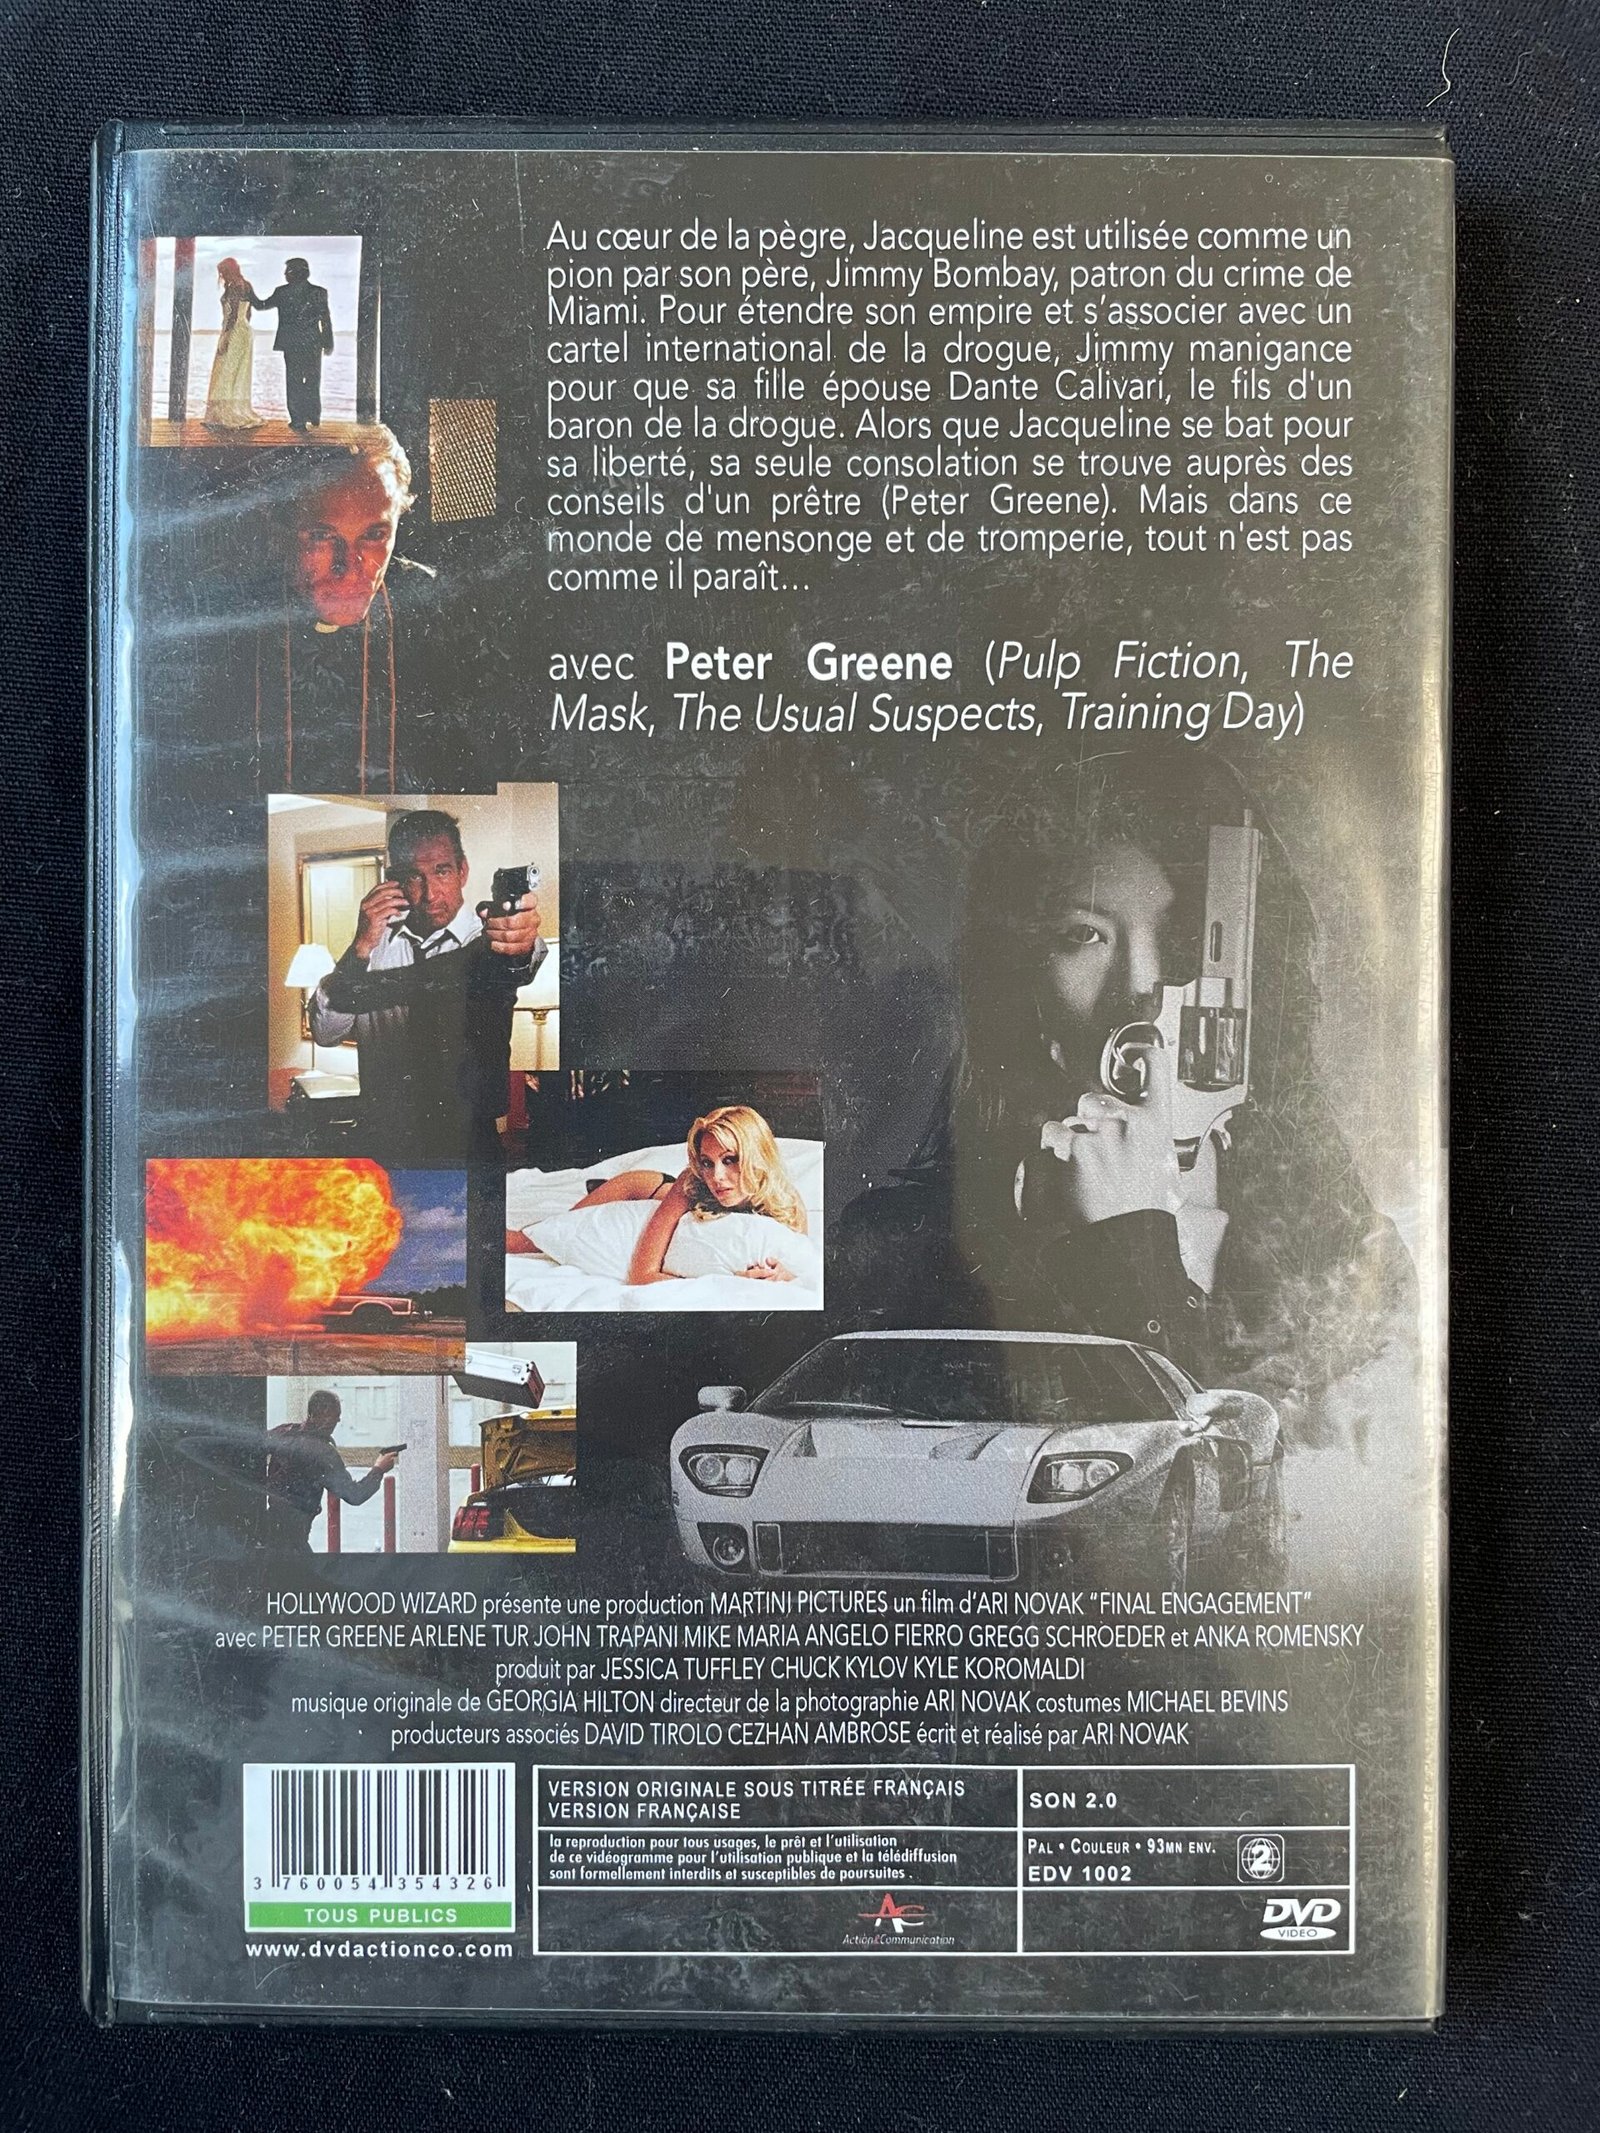 Au cœur de la pègre, Jacqueline est utilisée comme un
pion par son père, Jimmy Bombay, patron du crime de
Miami. Pour étendre son empire et s’associer avec un
cartel international de la drogue, Jimmy manigance
pour que sa fille épouse Dante Calivari, le fils d'un
baron de la drogue. Alors que Jacqueline se bat pour
sa liberté, sa seule consolation se trouve auprès des
conseils d'un prêtre (Peter Greene). Mais dans ce
monde de mensonge et de tromperie, tout n'est pas
comme il paraît...
avec Peter Greene (Pulp Fiction, The
Mask, The Usual Suspects, Training Day)
HOLLYWOOD WIZARD présente une production MARTINI PICTURES un film d’ARI NOVAK “FINAL ENGAGEMENT”
avec PETER GREENE ARLENE TUR JOHN TRAPANI MIKE MARIA ANGELO FIERRO GREGG SCHROEDER et ANKA ROMENSKY
produit par JESSICA TUFFLEY CHUCK KYLOV KYLE KOROMALDI
musique originale de GEORGIA HILTON directeur de la photographie ARI NOVAK costumes MICHAEL BEVINS
producteurs associés DAVID TIROLO CEZHAN AMBROSE écrit et réalisé par ARI NOVAK
3 760054 354326
TOUS PUBLICS
www.dvdactionco.com
VERSION ORIGINALE SOUS TITRÉE FRANÇAIS
VERSION FRANÇAISE
la reproduction pour tous usages, le prêt et l’utilisation
de ce vidéogramme pour l’utilisation publique et la télédiffusion
sont formellement interdits et susceptibles de poursuites .
AC
Action&Communication
SON 2.0
PAL • COULEUR • 93MN ENV.
EDV 1002
2
DVD
VIDEO